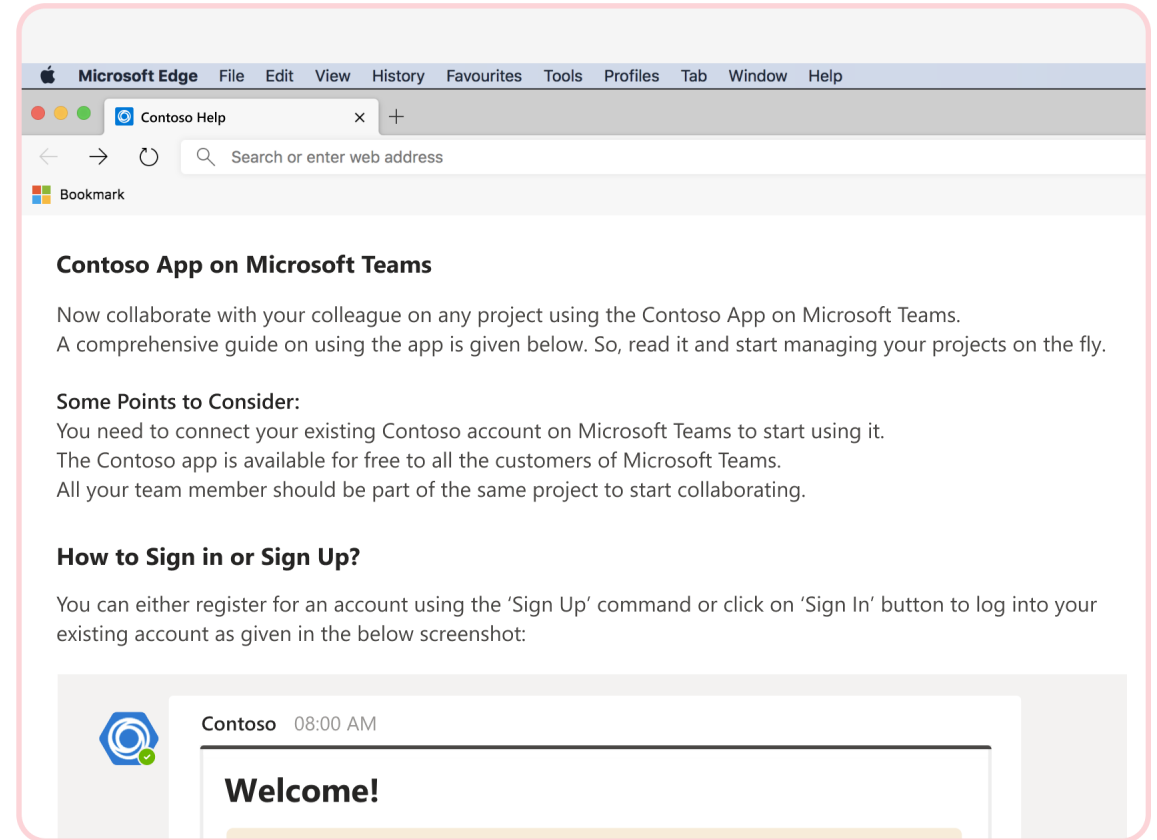 Microsoft Edge File Edit View History Favourites Tools Profiles Tab Window Help
Contoso Help
Search or enter web address
Bookmark
Contoso App on Microsoft Teams
Now collaborate with your colleague on any project using the Contoso App on Microsoft Teams.
A comprehensive guide on using the app is given below. So, read it and start managing your projects on the fly.
Some Points to Consider:
You need to connect your existing Contoso account on Microsoft Teams to start using it.
The Contoso app is available for free to all the customers of Microsoft Teams.
All your team member should be part of the same project to start collaborating.
How to Sign in or Sign Up?
You can either register for an account using the ‘Sign Up’ command or click on ‘Sign In’ button to log into your
existing account as given in the below screenshot:
Contoso 08:00 AM
Welcome!